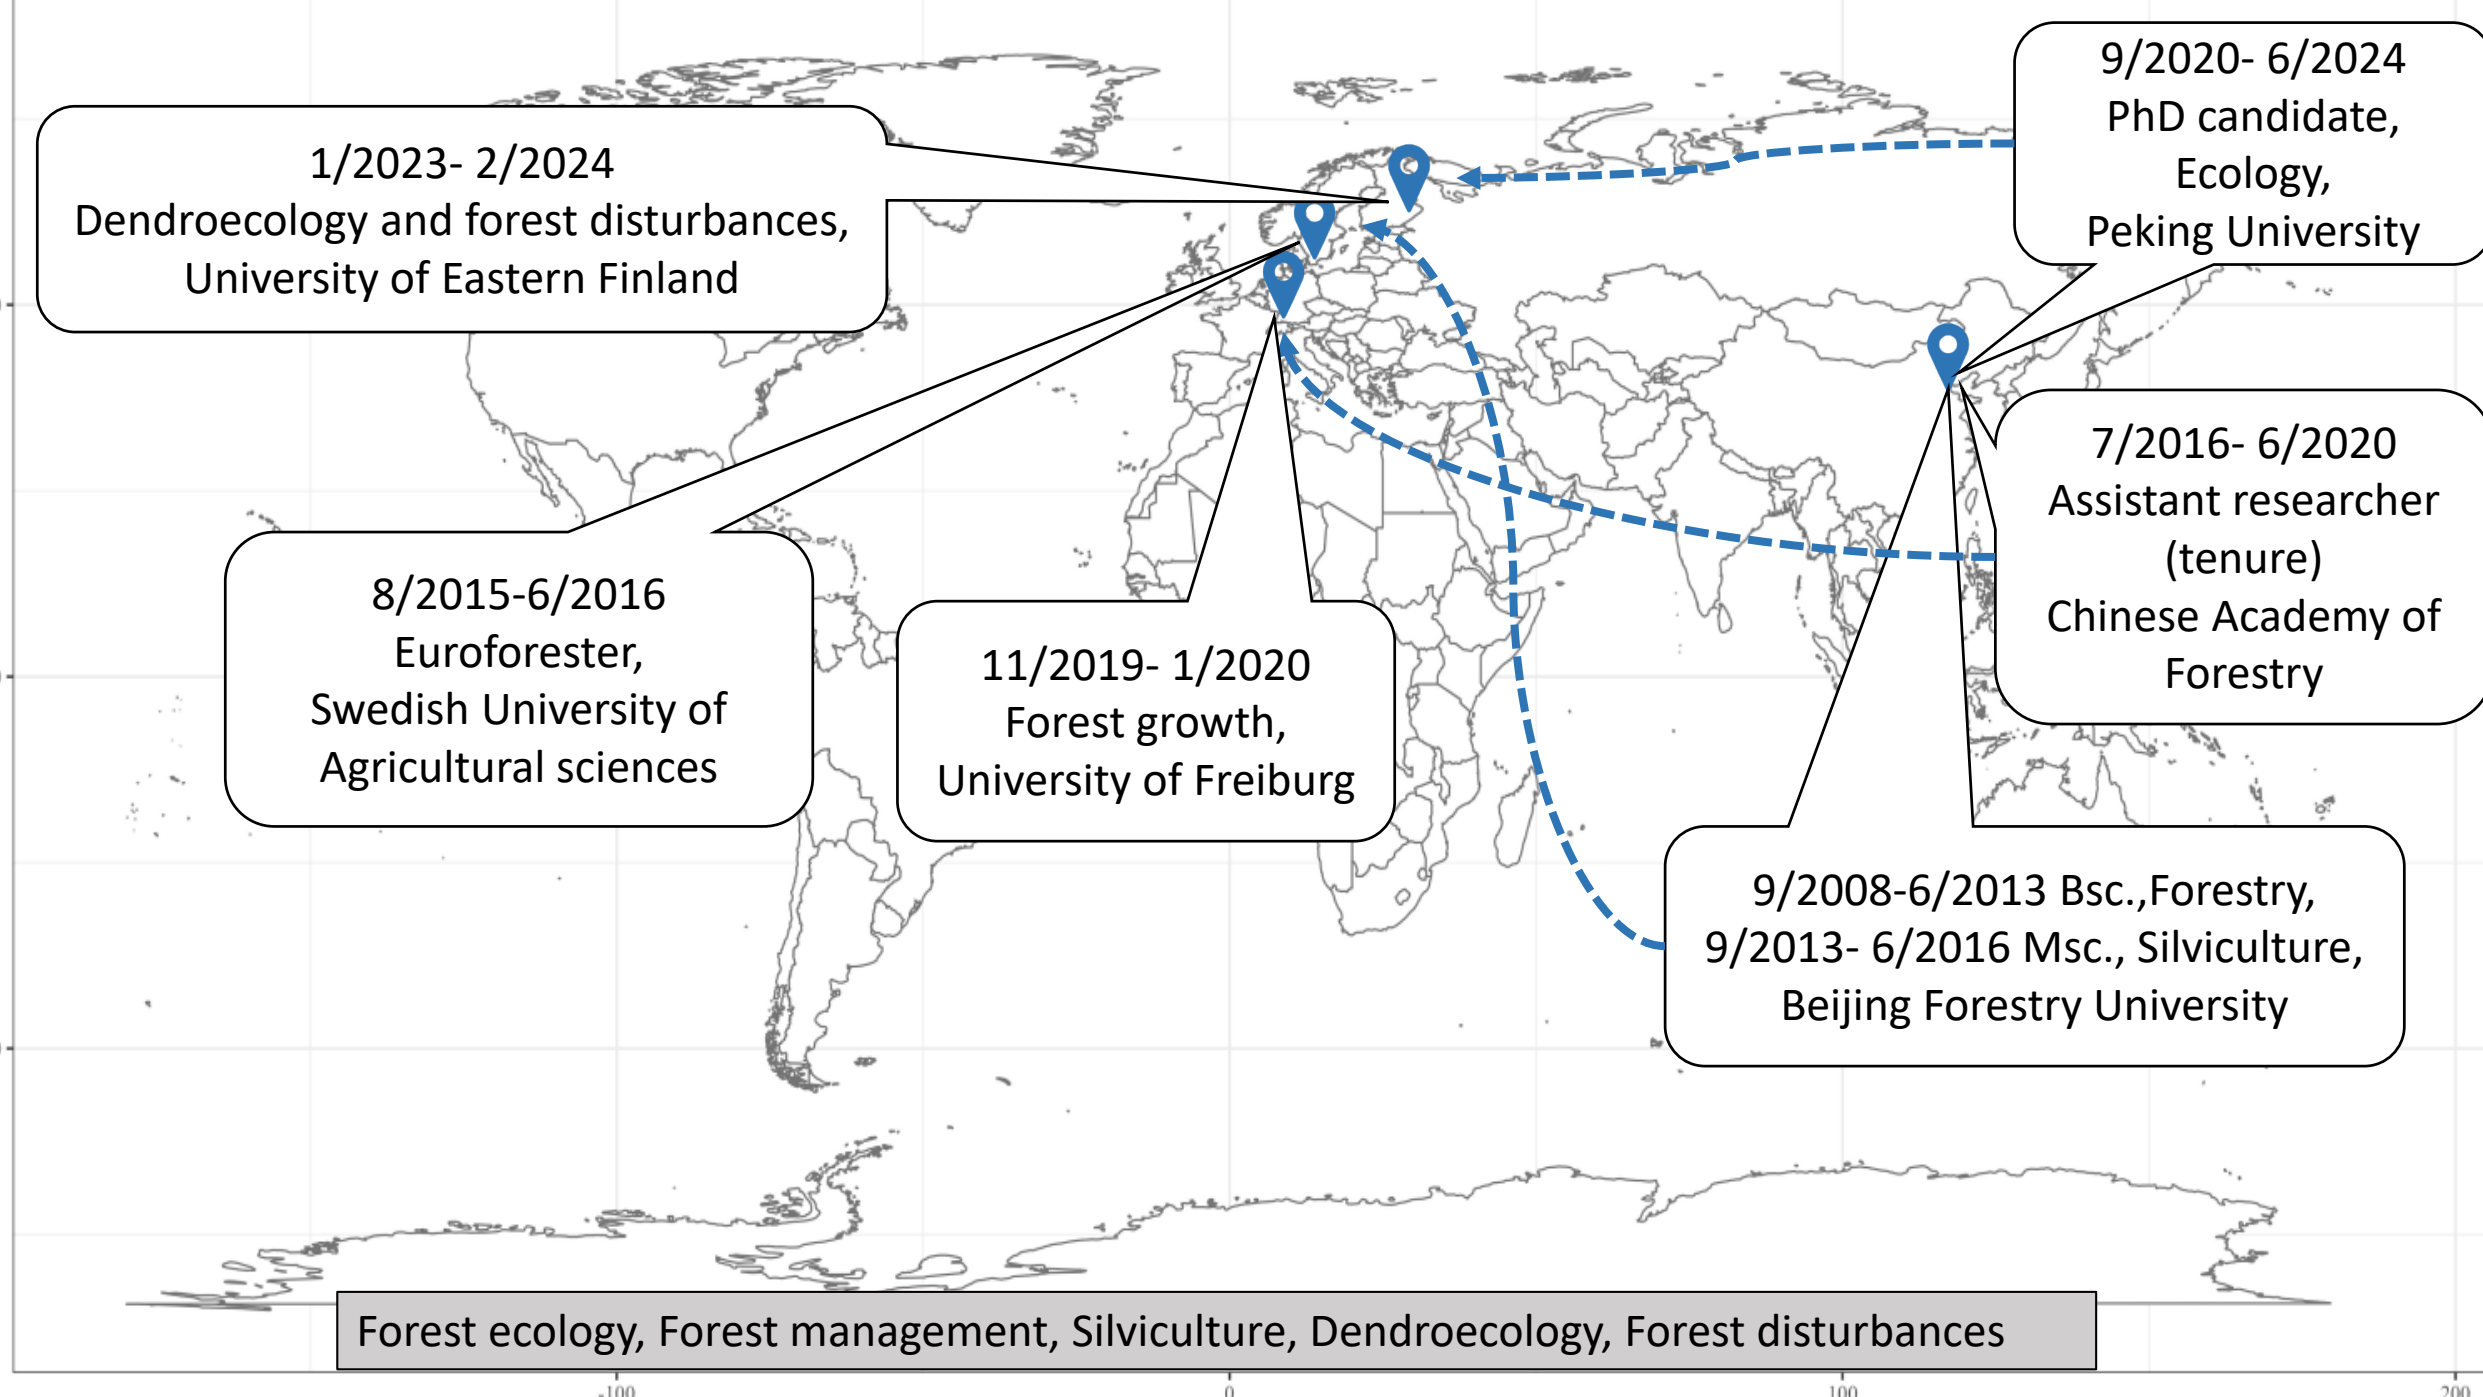 9/2020- 6/2024
PhD candidate,
Ecology,
Peking University
1/2023- 2/2024
Dendroecology and forest disturbances,
University of Eastern Finland
7/2016- 6/2020
Assistant researcher
(tenure)
Chinese Academy of
Forestry
8/2015-6/2016
Euroforester,
Swedish University of
Agricultural sciences
11/2019- 1/2020
Forest growth,
University of Freiburg
9/2008-6/2013 Bsc.,Forestry,
9/2013- 6/2016 Msc., Silviculture,
Beijing Forestry University
Forest ecology, Forest management, Silviculture, Dendroecology, Forest disturbances
-100
0
100
200